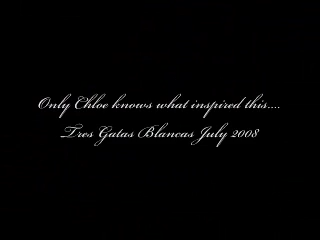 Only Chloe knows what inspired this....
Tres Gatas Blancas July 2008